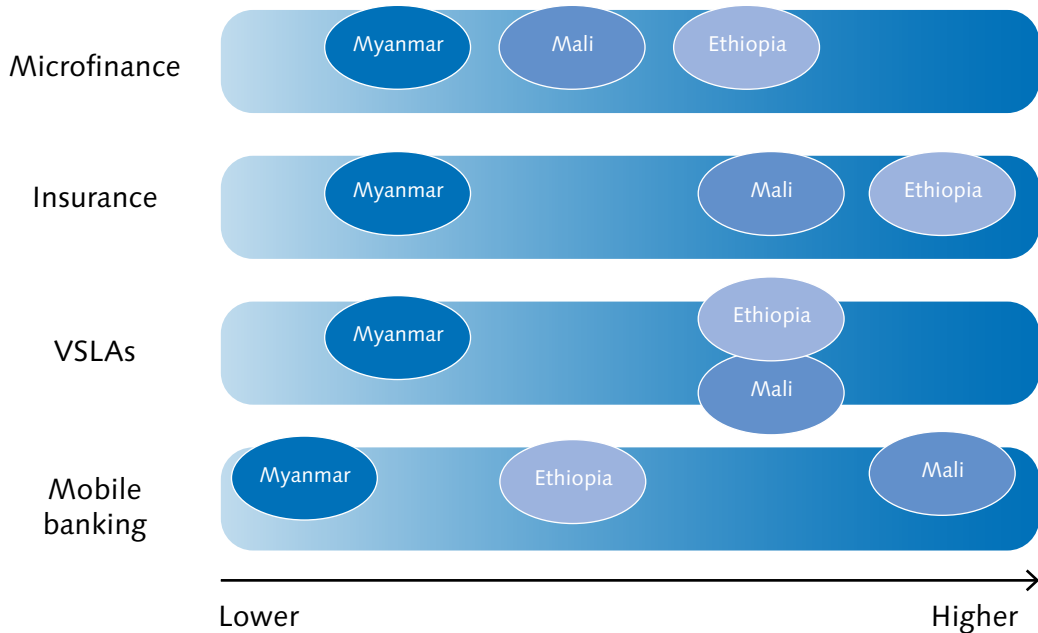 Microfinance
Myanmar
Mali
Ethiopia
Insurance
Myanmar
Mali
Ethiopia
VSLAs
Myanmar
Ethiopia
Mali
Mobile
banking
Myanmar
Ethiopia
Mali
Lower
Higher